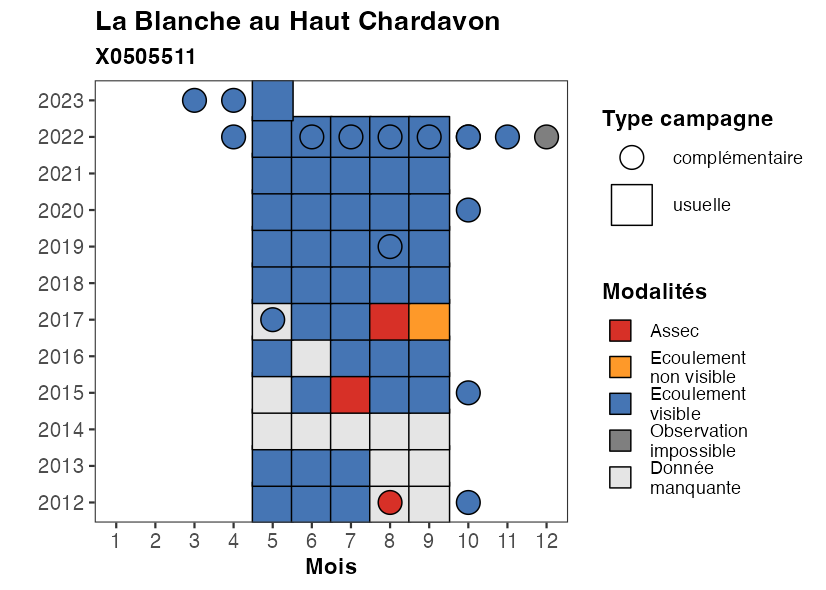 La Blanche au Haut Chardavon
X0505511
2023
2022
2021
2020
2019
2018
2017
2016
2015
2014
2013
2012
1 2 3 4 5 6 7 8 9 10 11 12
Mois
Type campagne
complémentaire
usuelle
Modalités
Assec
Ecoulement
non visible
Ecoulement
visible
Observation
impossible
Donnée
manquante